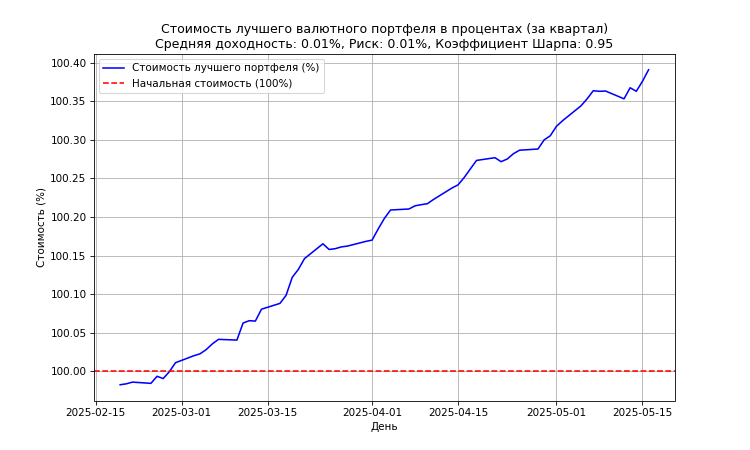 Стоимость лучшего валютного портфеля в процентах (за квартал)
Средняя доходность: 0.01%, Риск: 0.01%, Коэффициент Шарпа: 0.95
Стоимость лучшего портфеля (%)
Начальная стоимость (100%)
Стоимость (%)
100.40
100.35
100.30
100.25
100.20
100.15
100.10
100.05
100.00
2025-02-15 2025-03-01 2025-03-15 2025-04-01 2025-04-15 2025-05-01 2025-05-15
День